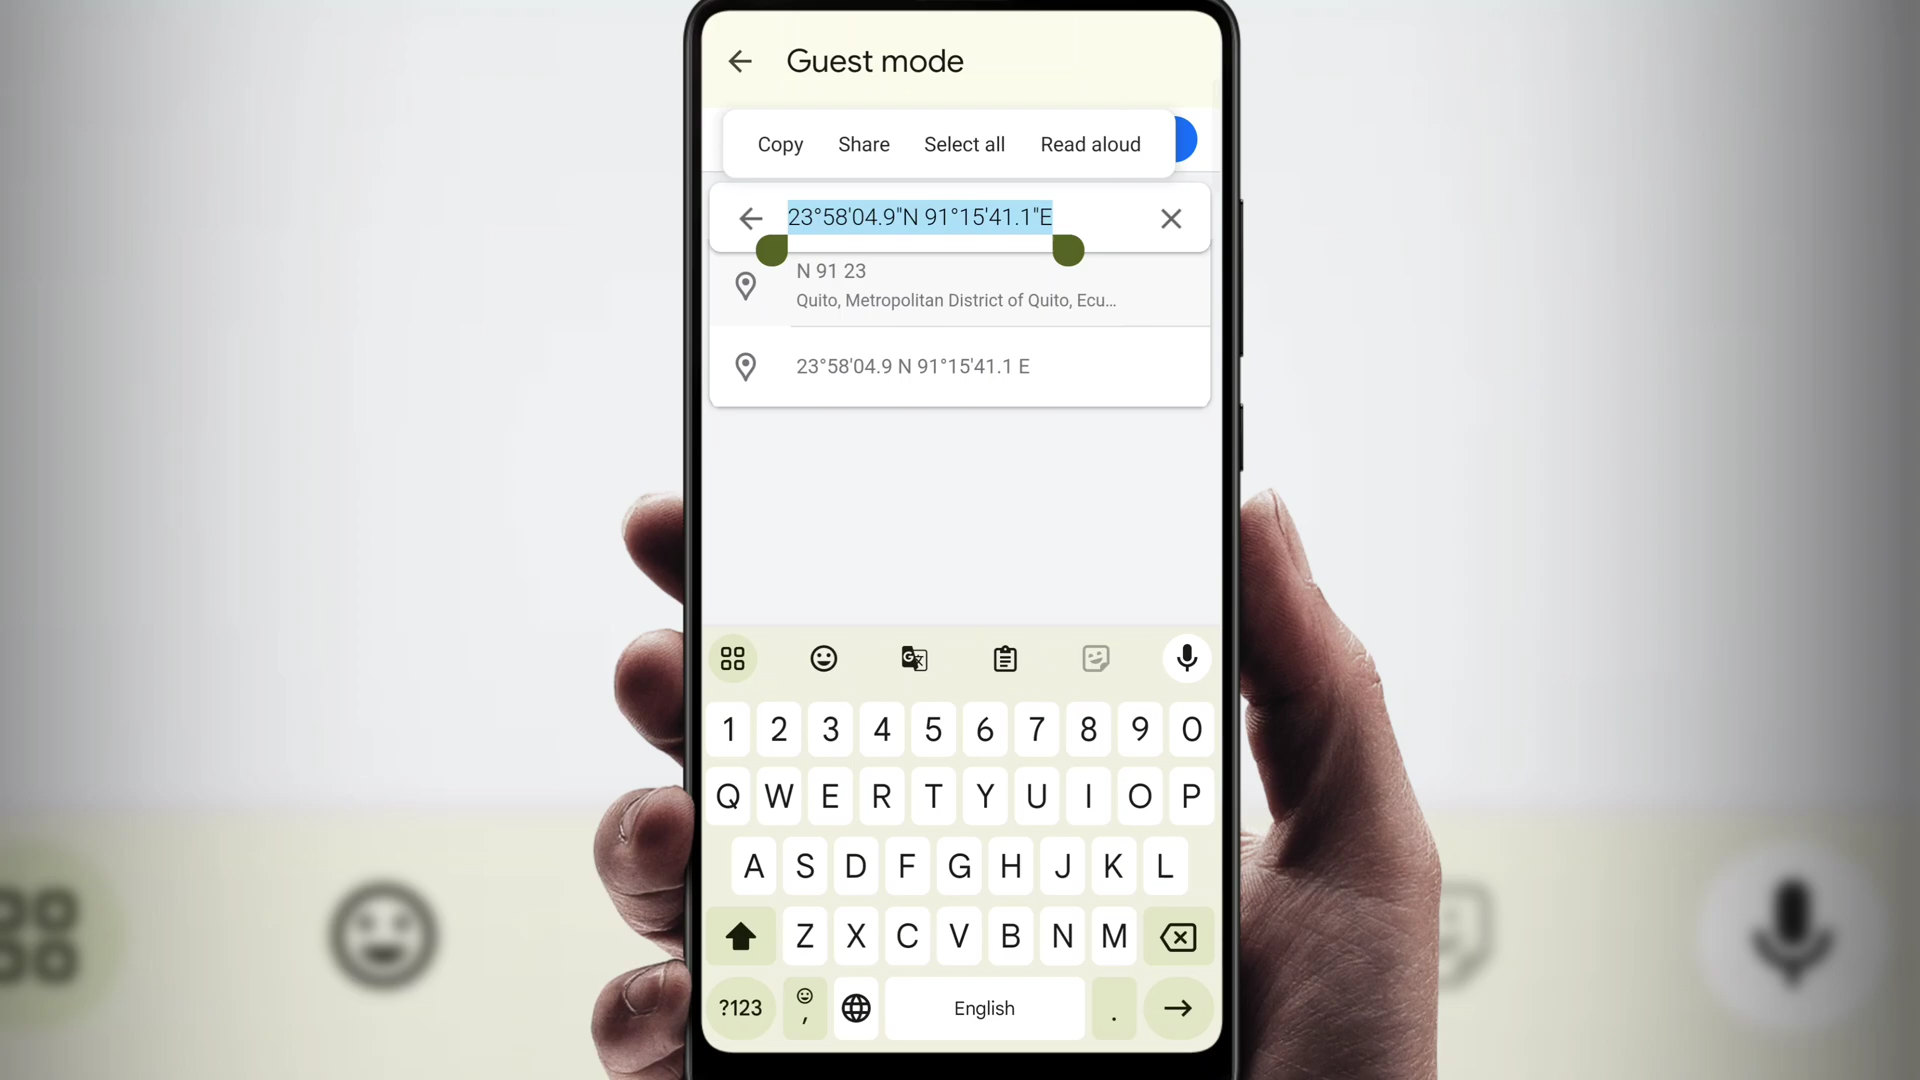 Guest mode
Copy Share Select all Read aloud
23°58'04.9"N 91°15'41.1"E
N 91 23
Quito, Metropolitan District of Quito, Ecu...
23°58'04.9 N 91°15'41.1 E
1 2 3 4 5 6 7 8 9 0
Q W E R T Y U I O P
A S D F G H J K L
Z X C V B N M
?123 , English .